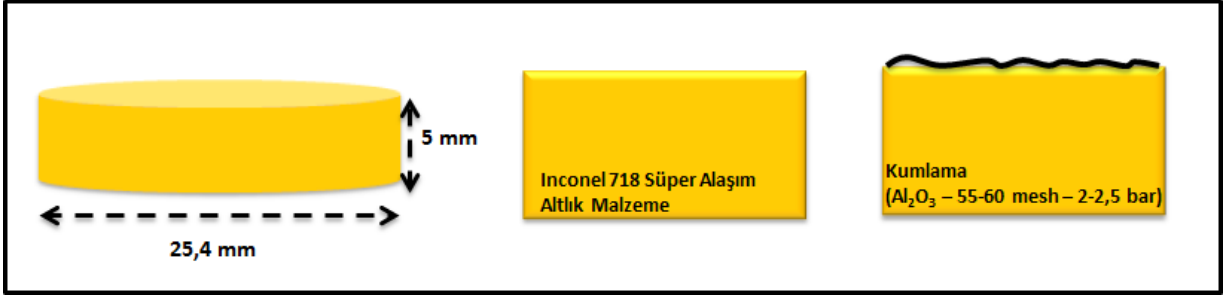 5 mm
25,4 mm
Inconel 718 Süper Alaşım
Altlık Malzeme
Kumlama
(Al₂O₃ – 55-60 mesh – 2-2,5 bar)